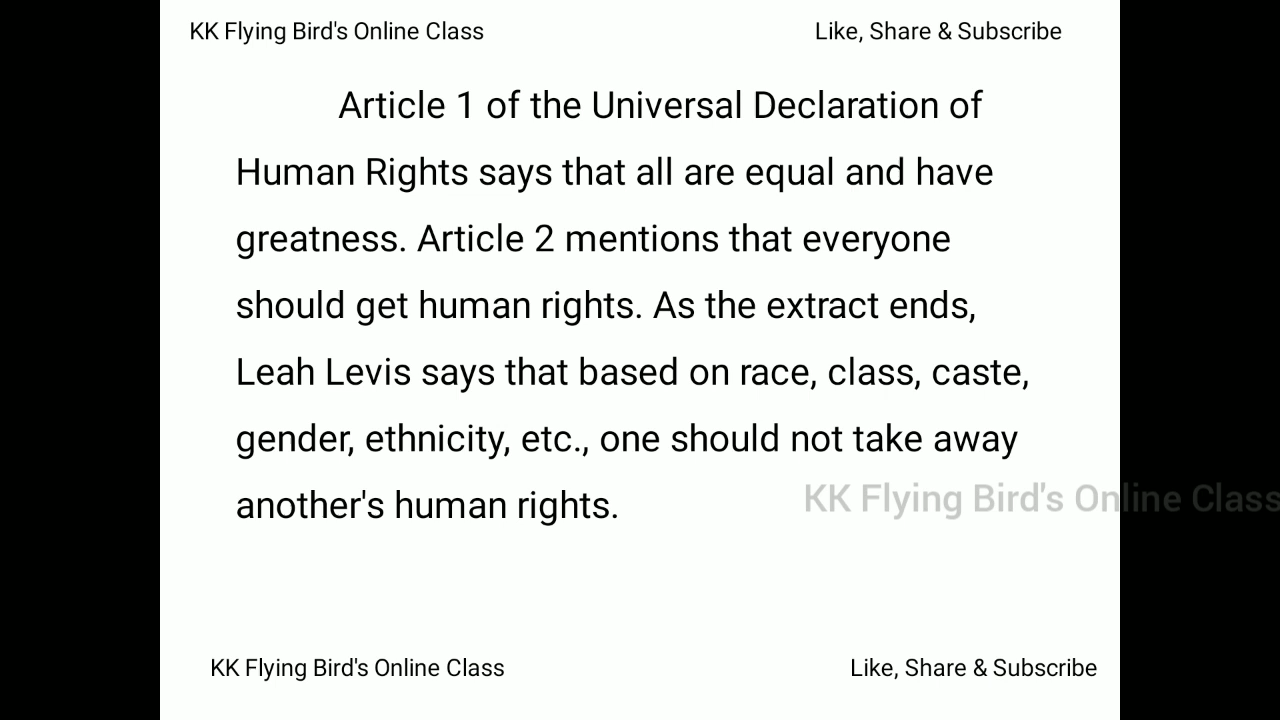 KK Flying Bird's Online Class
Like, Share & Subscribe
Article 1 of the Universal Declaration of
Human Rights says that all are equal and have
greatness. Article 2 mentions that everyone
should get human rights. As the extract ends,
Leah Levis says that based on race, class, caste,
gender, ethnicity, etc., one should not take away
another's human rights.
KK Flying Bird's Online Class
KK Flying Bird's Online Class
Like, Share & Subscribe